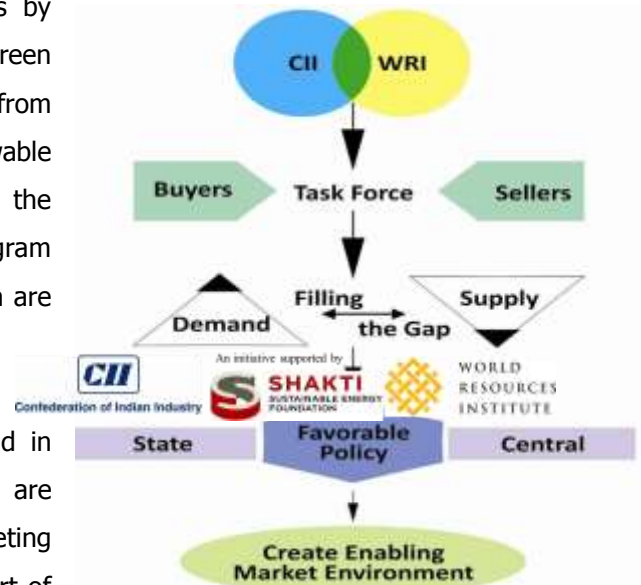 s by
reen
from
vable
the
gram
are
d in
are
eting
rt of
CII WRI
Buyers Task Force Sellers
Filling
the Gap
Demand
Supply
An initiative supported by
CII
Confederation of Indian Industry
SHAKTI
SUSTAINABLE ENERGY
FOUNDATION
WORLD
RESOURCES
INSTITUTE
State
Favorable
Policy
Central
Create Enabling
Market Environment